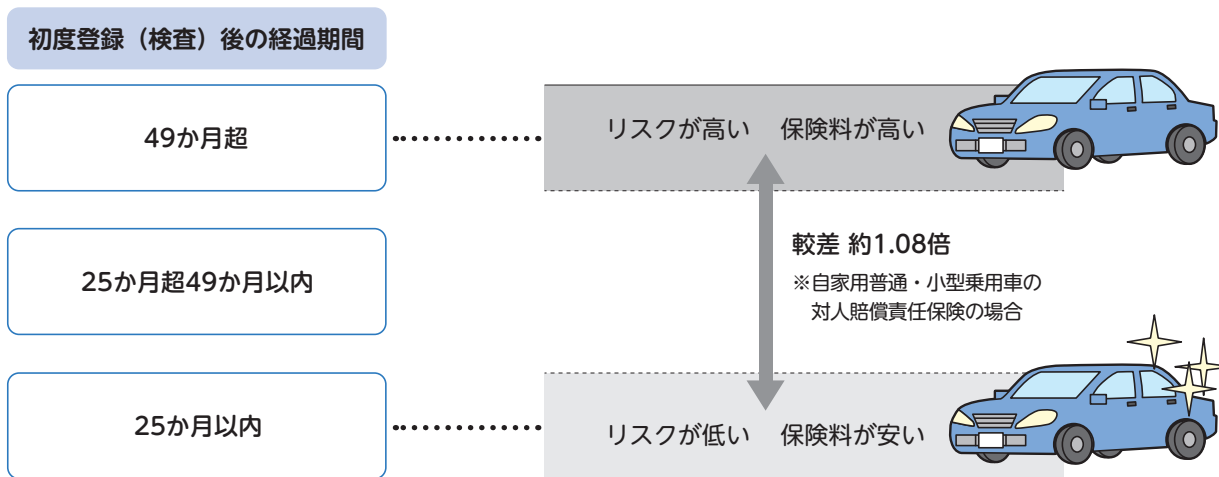 初度登録（検査）後の経過期間
49か月超
リスクが高い　保険料が高い
25か月超49か月以内
較差 約1.08倍
※自家用普通・小型乗用車の
対人賠償責任保険の場合
25か月以内
リスクが低い　保険料が安い